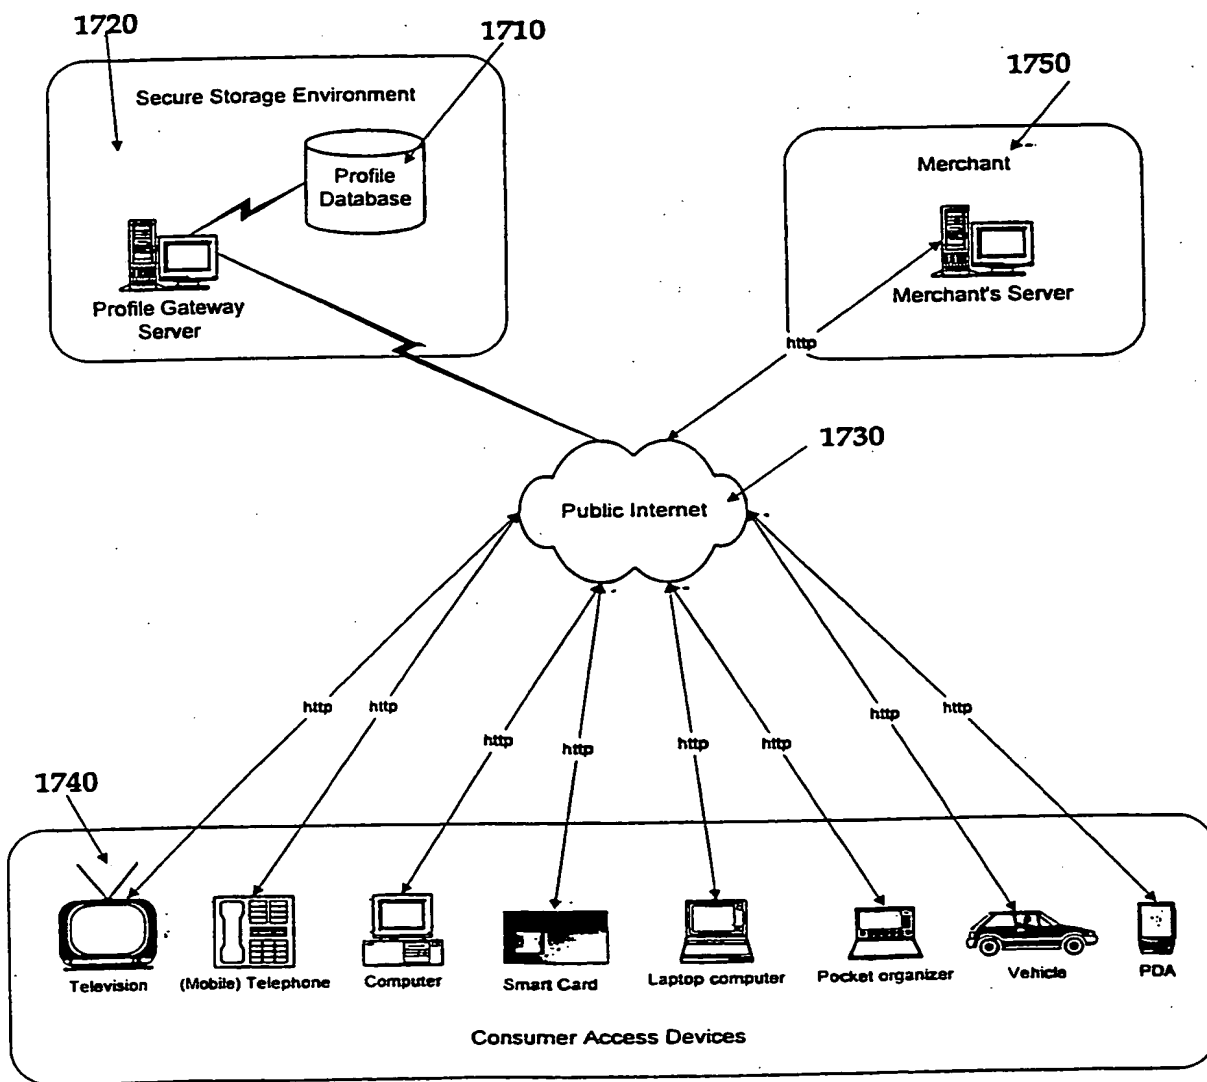 1720
1710
1750
Secure Storage Environment
Profile
Database
Profile Gateway
Server
Merchant
Merchant's Server
http
1730
Public Internet
http
http
http
http
http
http
http
http
1740
Television
(Mobile) Telephone
Computer
Smart Card
Laptop computer
Pocket organizer
Vehicle
PDA
Consumer Access Devices